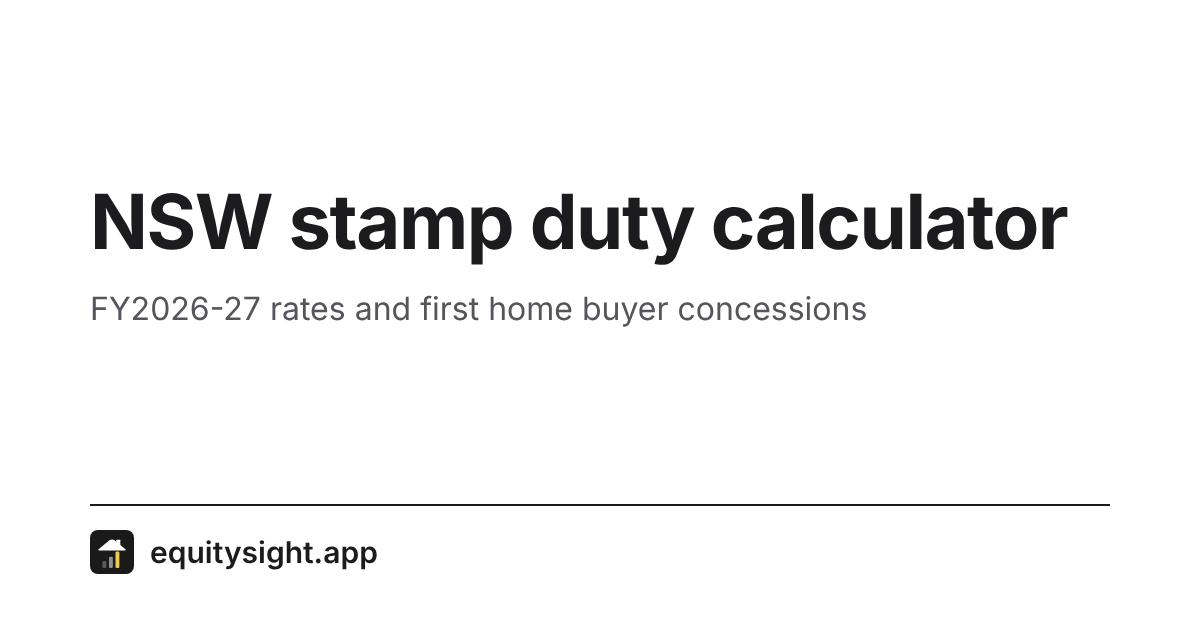 NSW stamp duty calculator
FY2026-27 rates and first home buyer concessions
equitysight.app